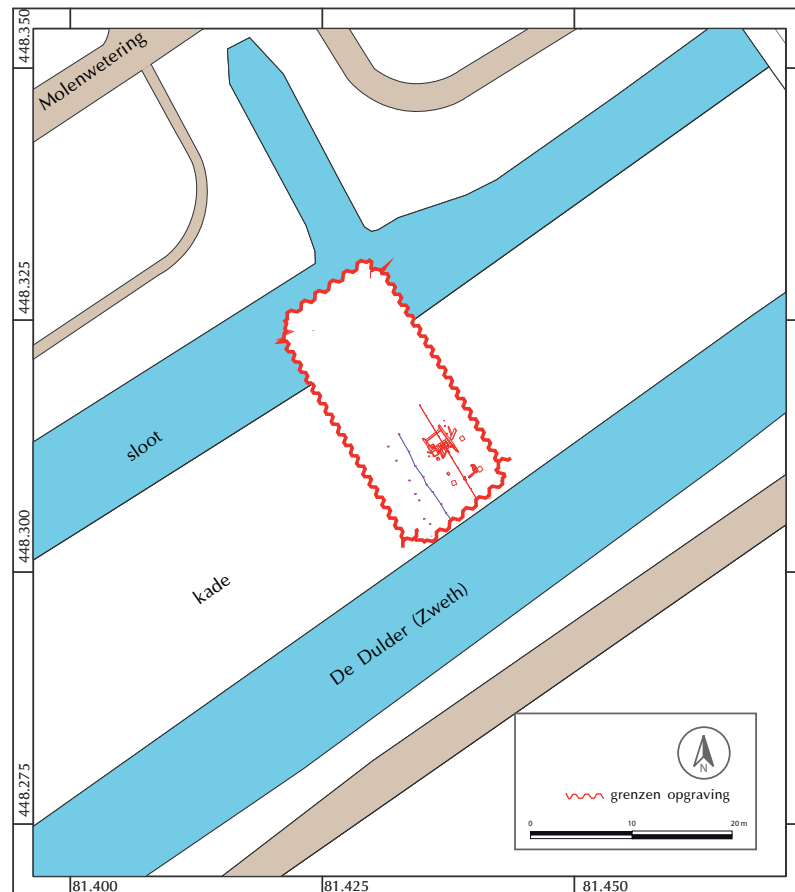 448.350
Molenwetering
448.325
sloot
448.300
kade
De Dulder (Zweth)
448.275
N
grenzen opgraving
0 10 20 m
81.400 81.425 81.450